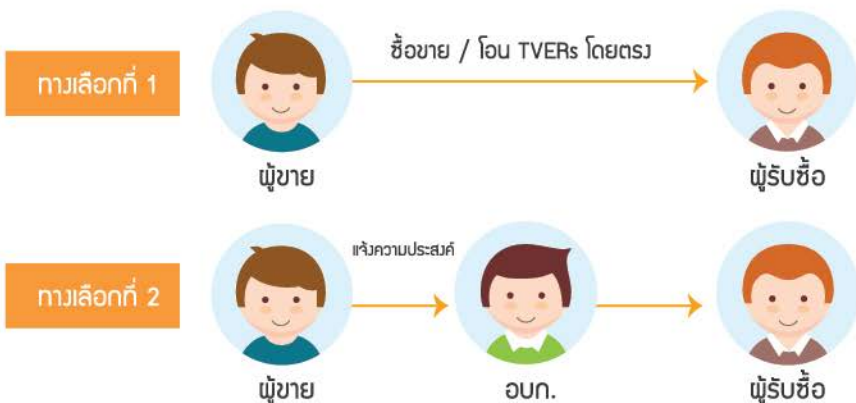 ทางเลือกที่ 1
ซื้อขาย / โอน TVERs โดยตรง
ผู้ขาย
ผู้รับซื้อ
ทางเลือกที่ 2
แจ้งความประสงค์
ผู้ขาย
อบก.
ผู้รับซื้อ